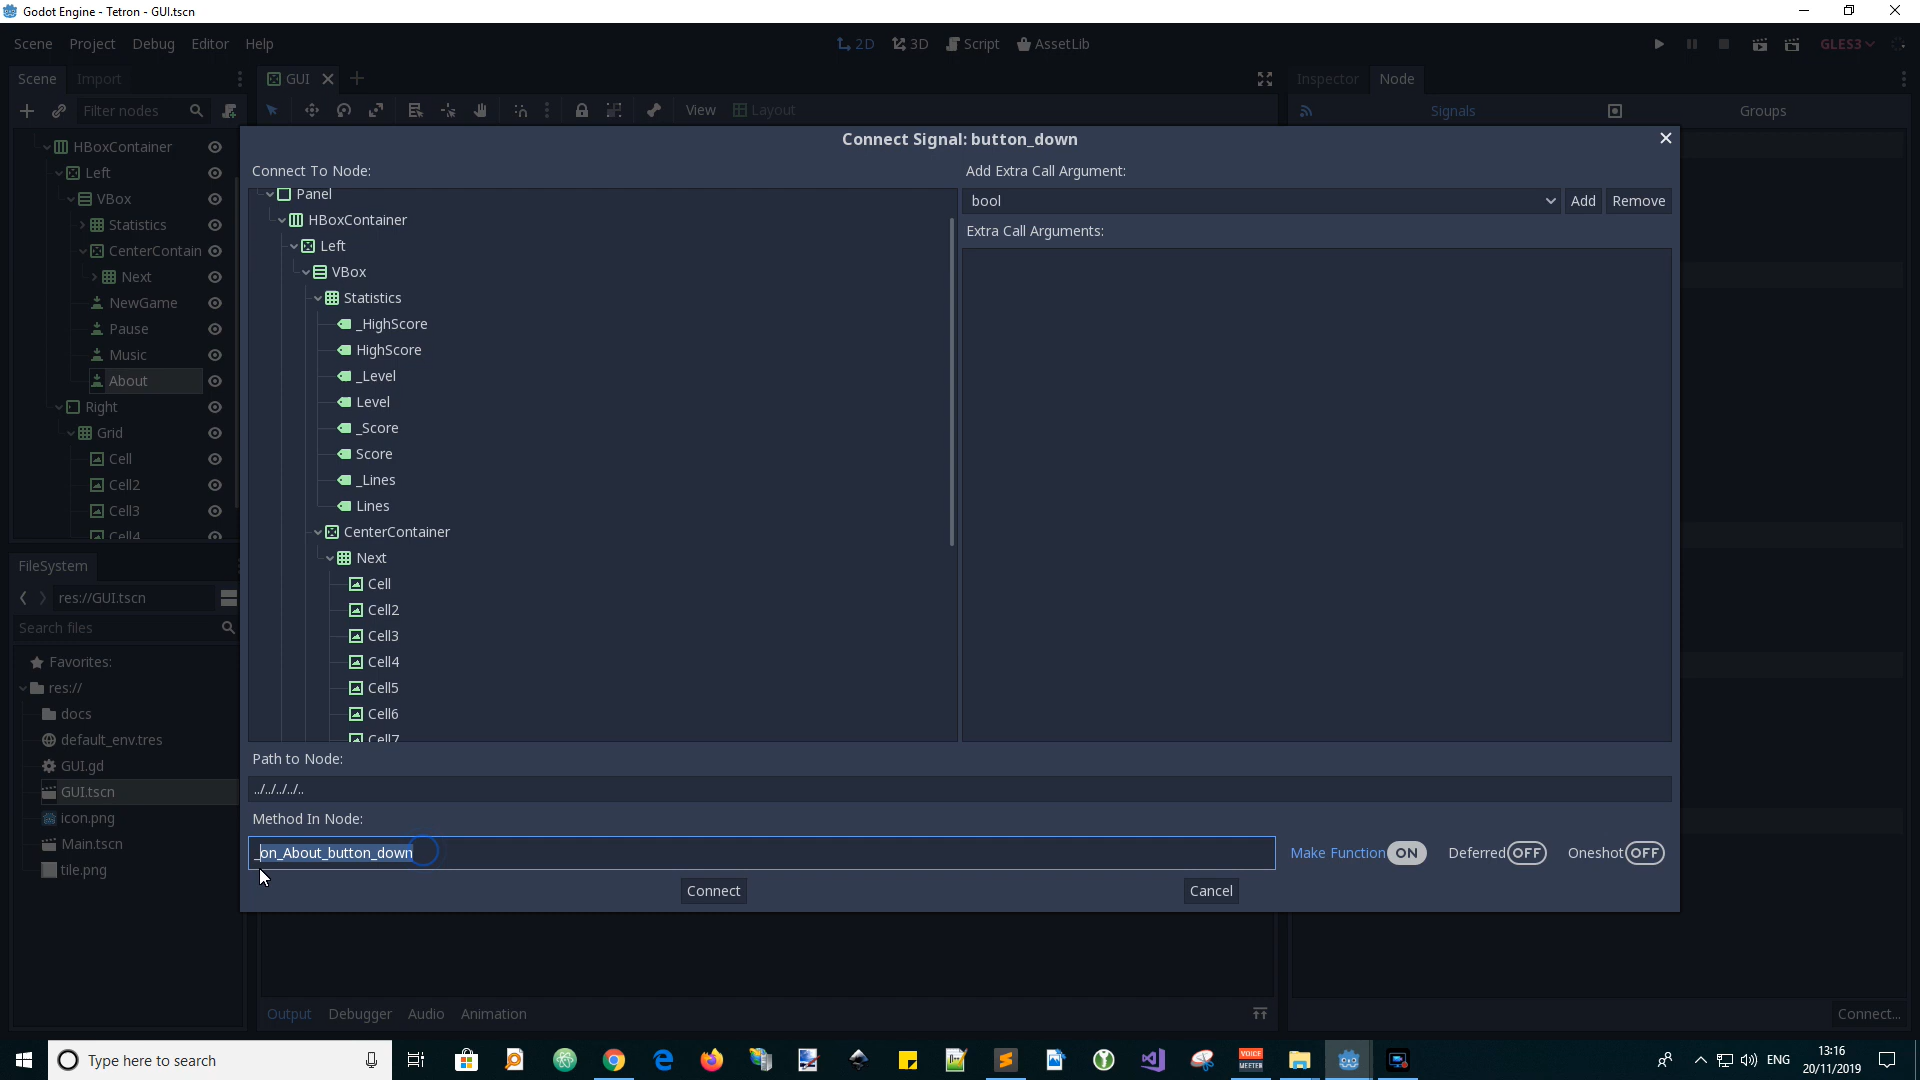 Godot Engine - Tetron - GUI.tscn
Scene Project Debug Editor Help
2D 3D Script AssetLib
GLES3
Scene Import
GUI
Inspector Node
Filter nodes
View Layout
Signals Groups
HBoxContainer
Left
VBox
Statistics
CenterContain
Next
NewGame
Pause
Music
About
Right
Grid
Cell
Cell2
Cell3
Cell4
FileSystem
res://GUI.tscn
Search files
Favorites:
res://
docs
default_env.tres
GUI.gd
GUI.tscn
icon.png
Main.tscn
tile.png
Connect Signal: button_down
Connect To Node:
Panel
HBoxContainer
Left
VBox
Statistics
_HighScore
HighScore
_Level
Level
_Score
Score
_Lines
Lines
CenterContainer
Next
Cell
Cell2
Cell3
Cell4
Cell5
Cell6
Cell7
Add Extra Call Argument:
bool Add Remove
Extra Call Arguments:
Path to Node:
../../../../..
Method In Node:
_on_About_button_down
Make Function ON Deferred OFF Oneshot OFF
Connect Cancel
Output Debugger Audio Animation
Connect...
Type here to search
VOICE MEETER
ENG
13:16
20/11/2019